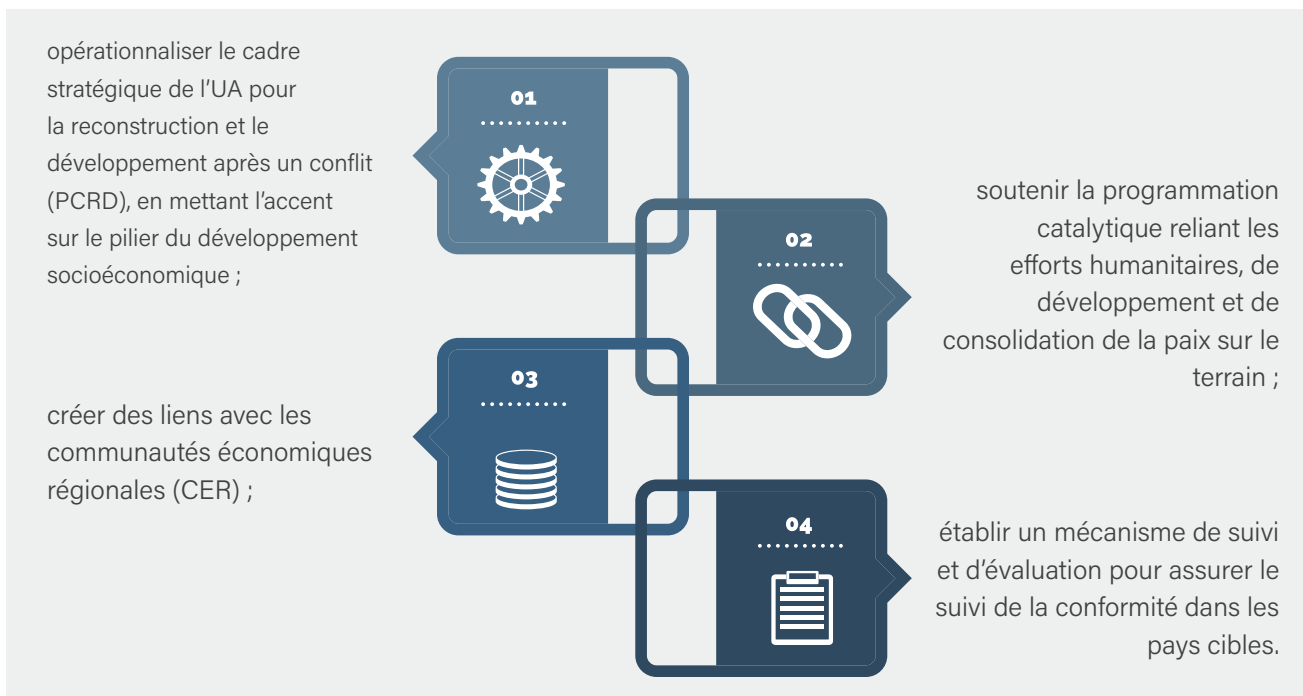 01
opérationnaliser le cadre
stratégique de l'UA pour
la reconstruction et le
développement après un conflit
(PCRD), en mettant l'accent
sur le pilier du développement
socioéconomique ;
02
soutenir la programmation
catalytique reliant les
efforts humanitaires, de
développement et de
consolidation de la paix sur le
terrain ;
03
créer des liens avec les
communautés économiques
régionales (CER) ;
04
établir un mécanisme de suivi
et d'évaluation pour assurer le
suivi de la conformité dans les
pays cibles.